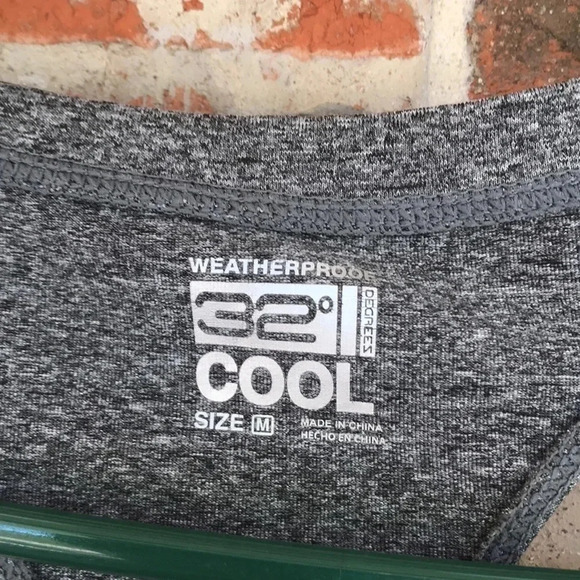 WEATHERPROOF
32° DEGREES
COOL
SIZE M
MADE IN CHINA
HECHO EN CHINA